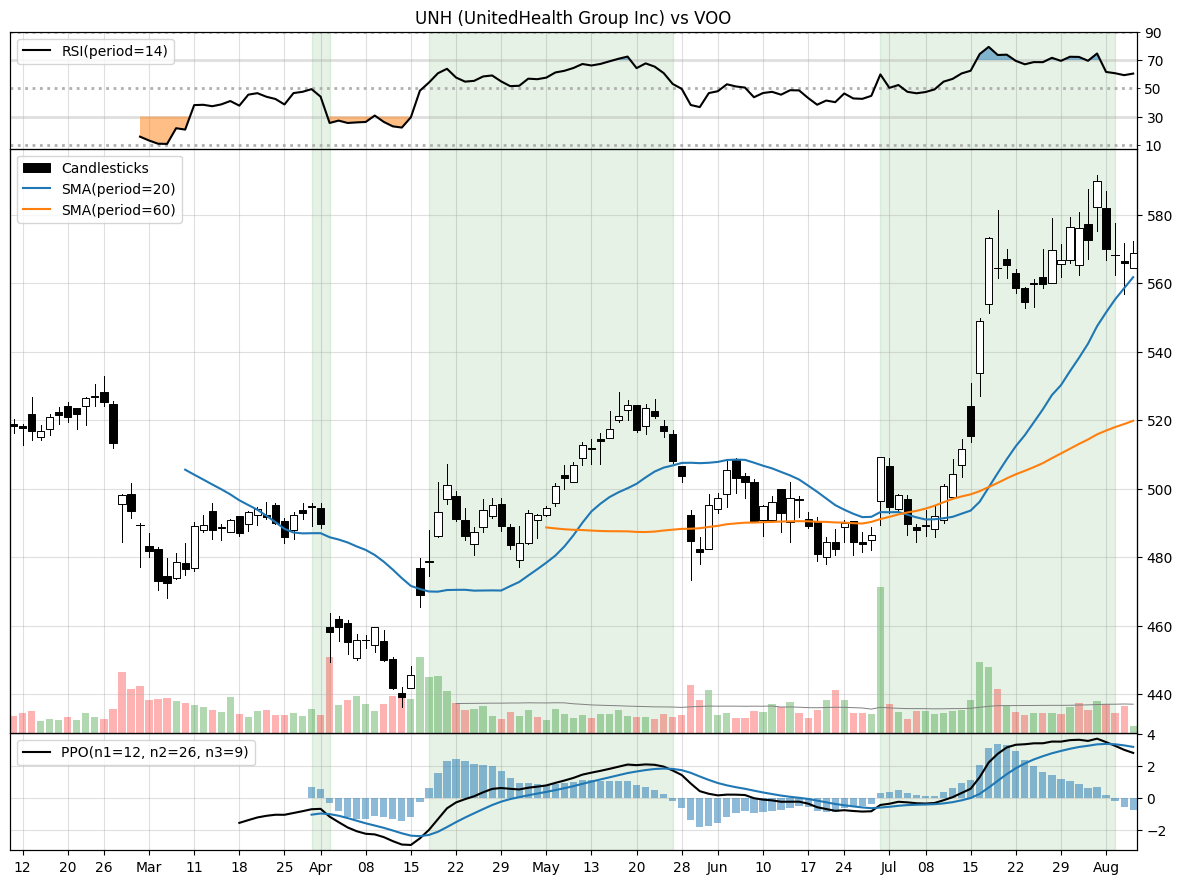 UNH (UnitedHealth Group Inc) vs VOO
RSI(period=14)
90
70
50
30
10
Candlesticks
SMA(period=20)
SMA(period=60)
580
560
540
520
500
480
460
440
PPO(n1=12, n2=26, n3=9)
4
2
0
−2
12 20 26 Mar 11 18 25 Apr 08 15 22 May 13 20 28 Jun 10 17 24 Jul 08 15 22 29 Aug